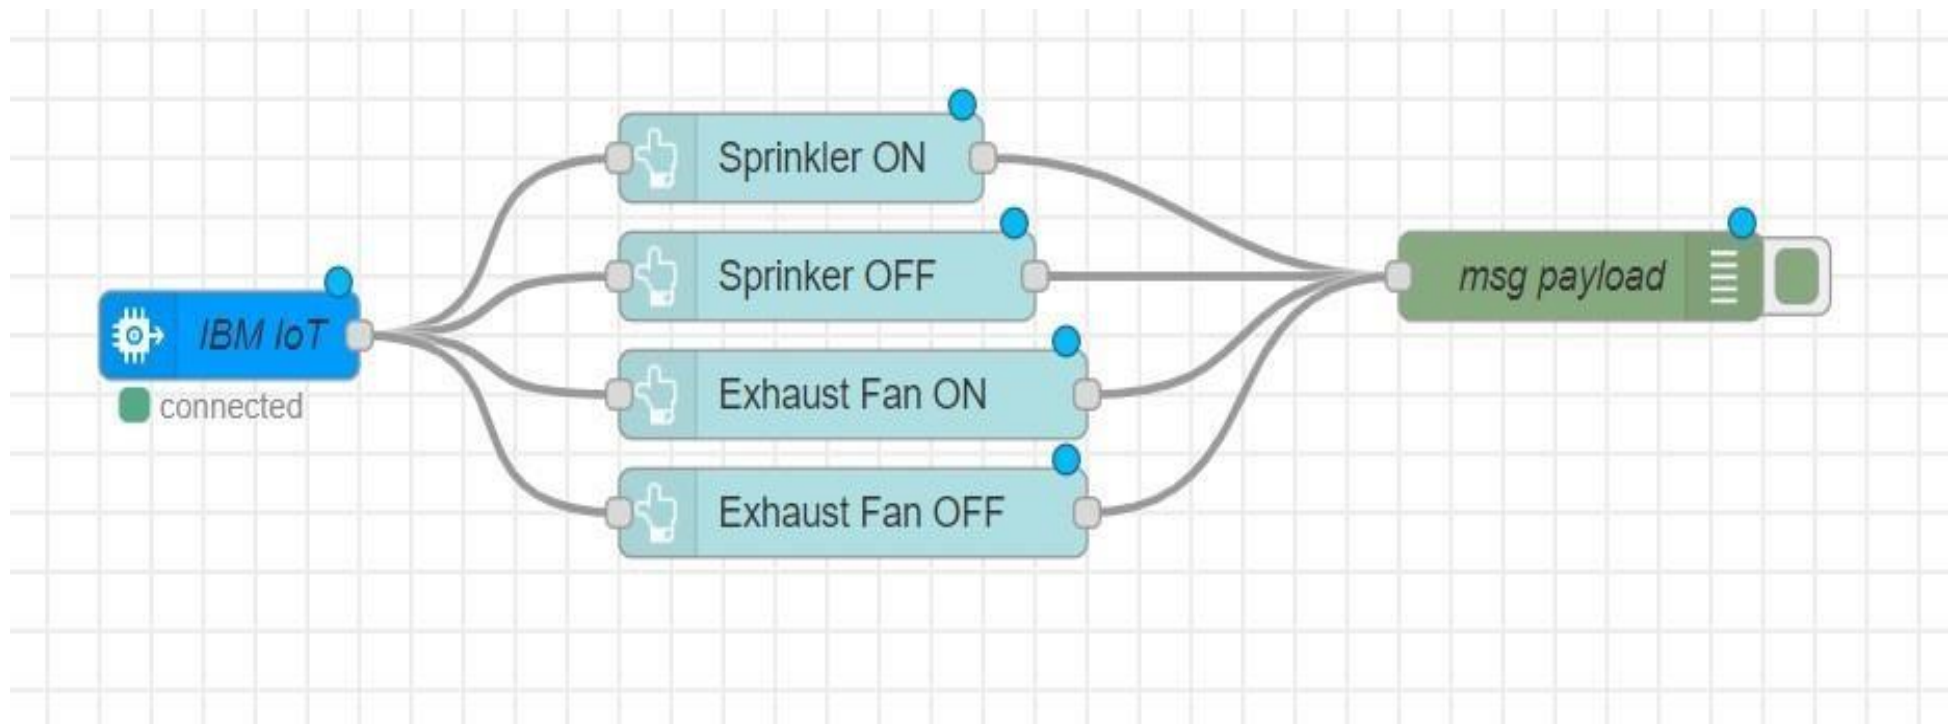 IBM IoT
connected
Sprinkler ON
Sprinker OFF
Exhaust Fan ON
Exhaust Fan OFF
msg payload